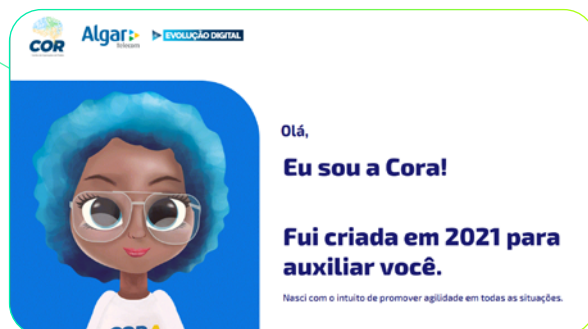 COR
Algar
telecom
EVOLUÇÃO DIGITAL
Olá,
Eu sou a Cora!
Fui criada em 2021 para
auxiliar você.
Nasci com o intuito de promover agilidade em todas as situações.
COR